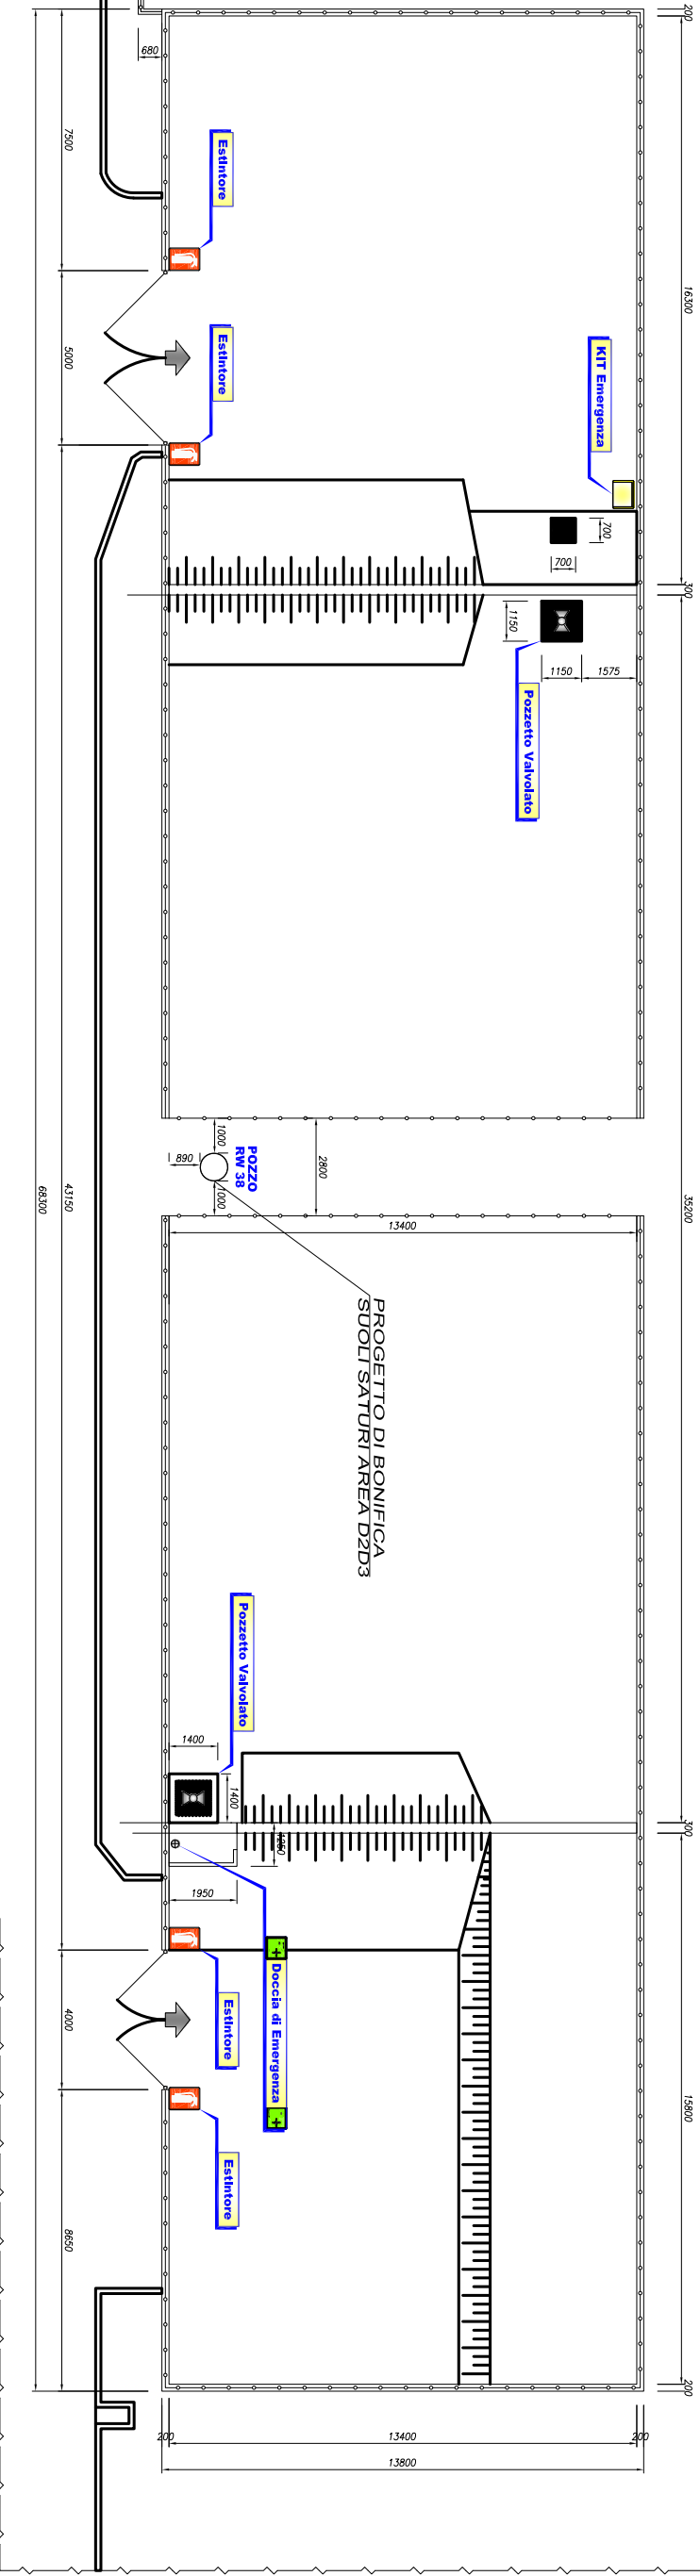 200
16300
300
35200
300
15800
200
680
7500
5000
43150
4000
8650
68300
Estintore
Estintore
KIT Emergenza
700
700
1150
1150
1575
Pozzetto Valvolato
1000
890
POZZO
RW 38
1000
2800
13400
PROGETTO DI BONIFICA
SUOLI SATURI AREA D2D3
Pozzetto Valvolato
1400
1400
1250
1950
Doccia di Emergenza
Estintore
Estintore
200
13400
200
13800